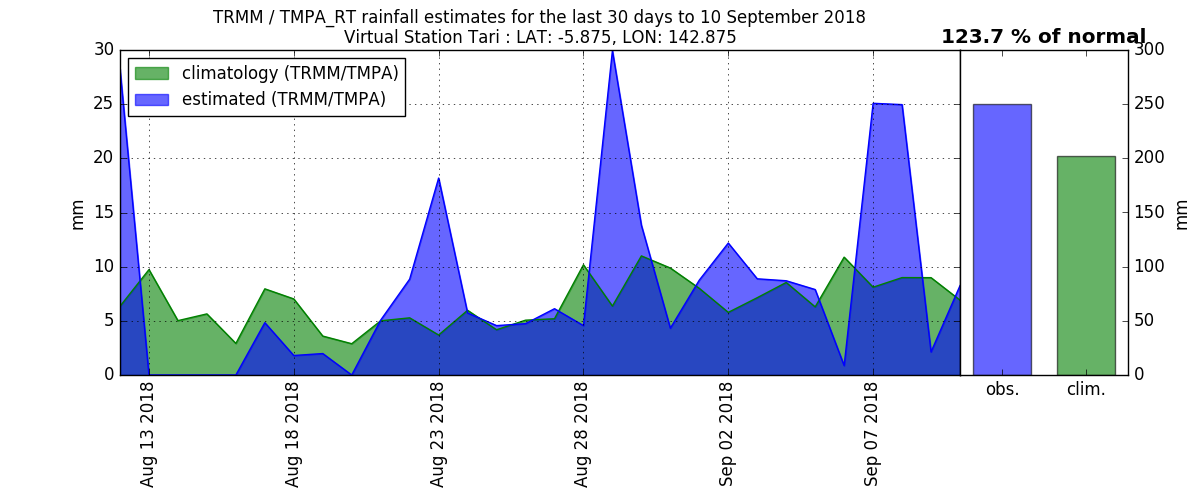 TRMM / TMPA_RT rainfall estimates for the last 30 days to 10 September 2018
Virtual Station Tari : LAT: -5.875, LON: 142.875
123.7 % of normal
climatology (TRMM/TMPA)
estimated (TRMM/TMPA)
mm
30
25
20
15
10
5
0
Aug 13 2018
Aug 18 2018
Aug 23 2018
Aug 28 2018
Sep 02 2018
Sep 07 2018
300
250
200
150
100
50
0
mm
obs.
clim.